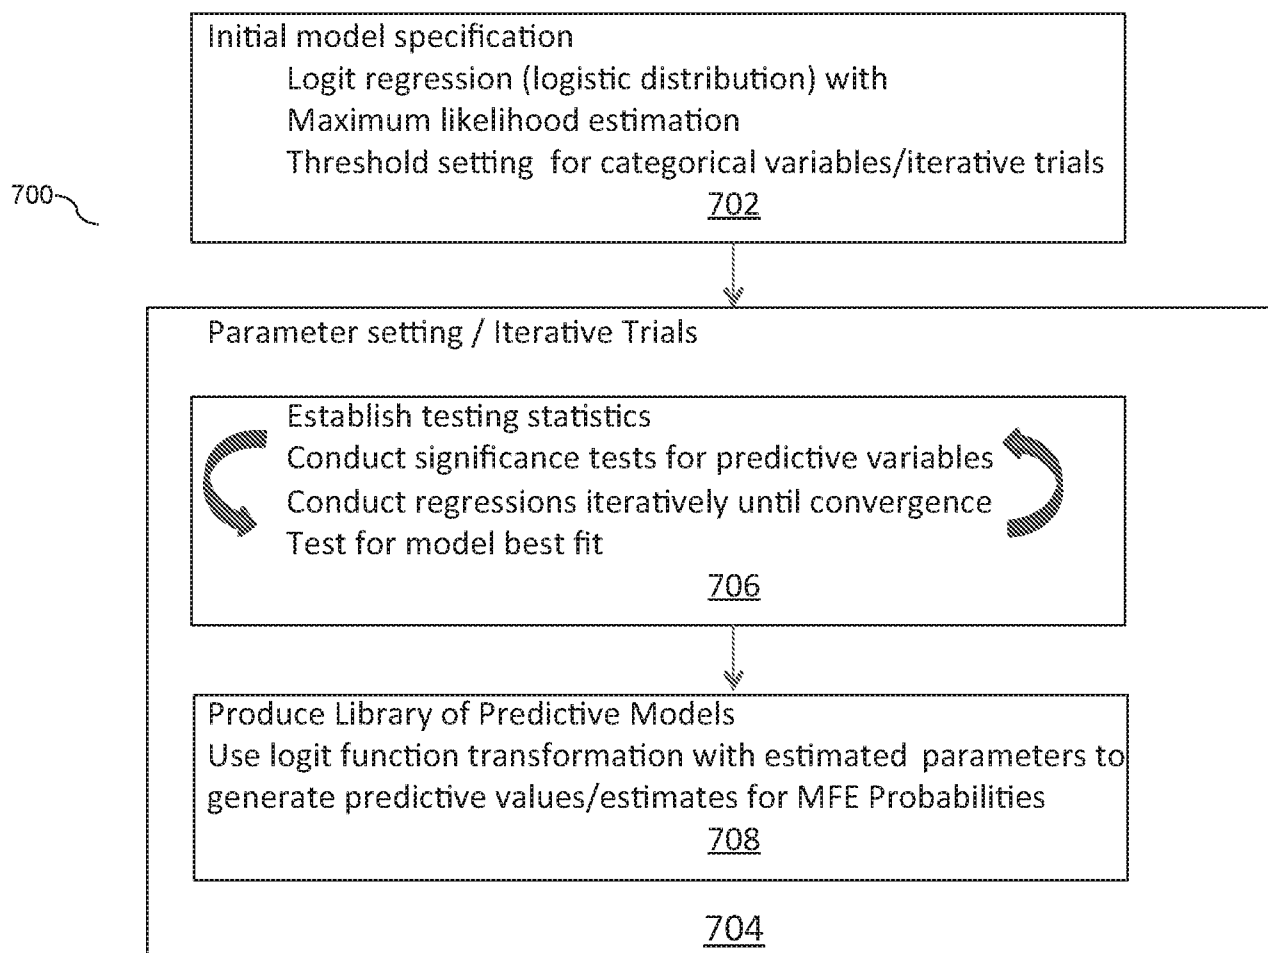 Initial model specification
Logit regression (logistic distribution) with
Maximum likelihood estimation
Threshold setting for categorical variables/iterative trials
700
702
Parameter setting / Iterative Trials
Establish testing statistics
Conduct significance tests for predictive variables
Conduct regressions iteratively until convergence
Test for model best fit
706
Produce Library of Predictive Models
Use logit function transformation with estimated parameters to
generate predictive values/estimates for MFE Probabilities
708
704